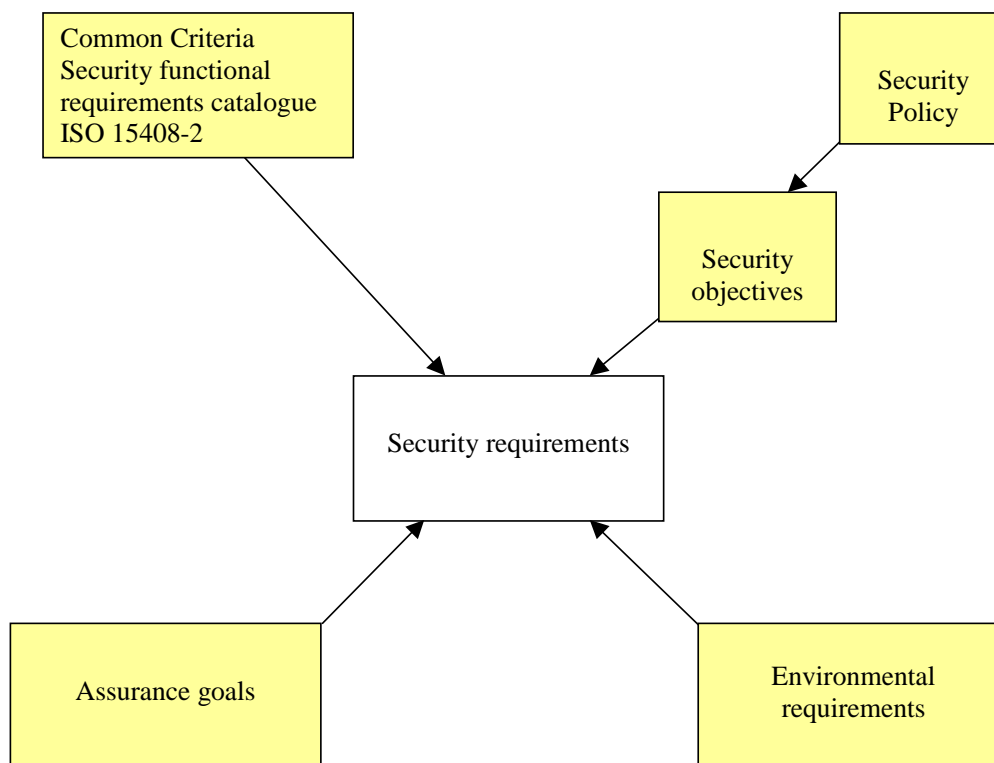 Common Criteria
Security functional
requirements catalogue
ISO 15408-2
Security
Policy
Security
objectives
Security requirements
Assurance goals
Environmental
requirements